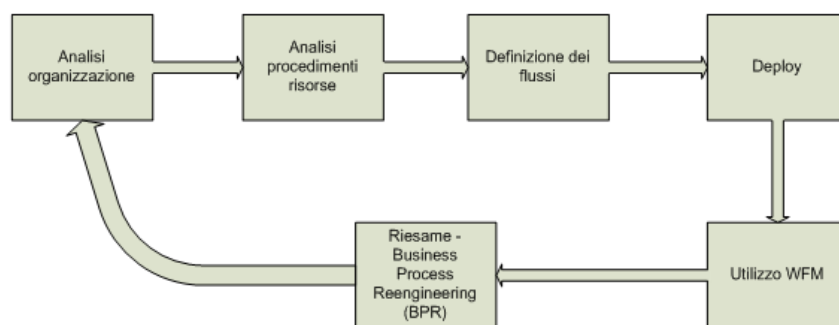 Analisi
organizzazione
Analisi
procedimenti
risorse
Definizione dei
flussi
Deploy
Utilizzo WFM
Riesame -
Business
Process
Reengineering
(BPR)